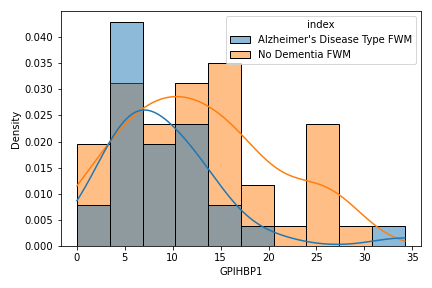 index
Alzheimer's Disease Type FWM
No Dementia FWM
0.040
0.035
0.030
0.025
0.020
0.015
0.010
0.005
0.000
Density
0 5 10 15 20 25 30 35
GPIHBP1